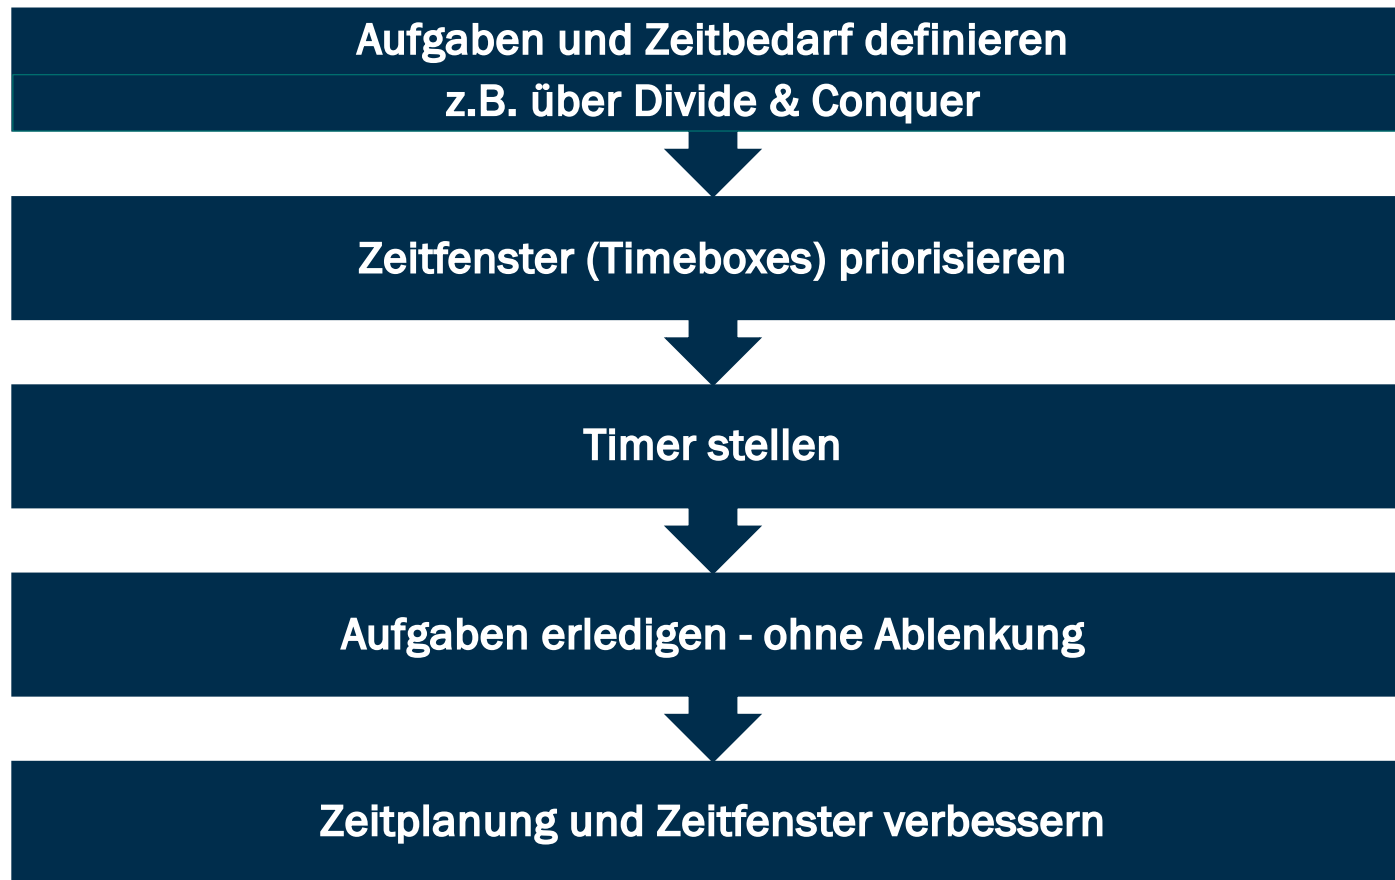 Aufgaben und Zeitbedarf definieren
z.B. über Divide & Conquer
Zeitfenster (Timeboxes) priorisieren
Timer stellen
Aufgaben erledigen - ohne Ablenkung
Zeitplanung und Zeitfenster verbessern